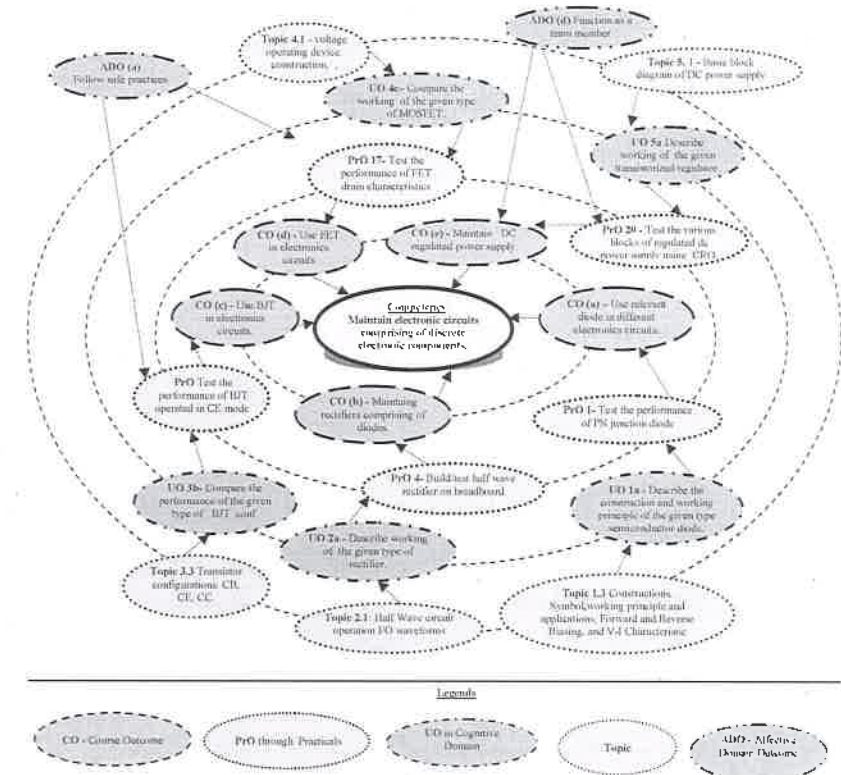 ADO (d) Function as a
team member
Topic 4.1 - voltage
operating device
construction.
ADO (a)
Follow safe practices
Topic 5. 1 - Basic block
diagram of DC power supply
UO 4c- Compare the
working of the given type
of MOSFET.
UO 5a Describe
working of the given
transistorized regulator
PrO 17- Test the
performance of FET
drain characteristics
CO (d) - Use FET
in electronics
circuits
CO (e) - Maintain DC
regulated power supply
PrO 20 - Test the various
blocks of regulated dc
power supply using CRO.
CO (c) - Use BJT
in electronics
circuits.
Competency
Maintain electronic circuits
comprising of discrete
electronic components.
CO (a) - Use relevant
diode in different
electronics circuits.
PrO Test the
performance of BJT
operated in CE mode
CO (b) - Maintaing
rectifiers comprising of
diodes.
PrO 1- Test the performance
of PN junction diode
UO 3b- Compare the
performance of the given
type of BJT conf
PrO 4- Build/test half wave
rectifier on breadboard
UO 1a - Describe the
construction and working
principle of the given type
semiconductor diode.
UO 2a - Describe working
of the given type of
rectifier.
Topic 3.3 Transistor
configurations: CB,
CE, CC
Topic 2.1: Half Wave circuit
operation I/O waveforms
Topic 1.3 Constructions,
Symbol,working principle and
applications, Forward and Reverse
Biasing, and V-I Characteristic
Legends
CO - Course Outcome
PrO through Practicals
UO in Cognitive
Domain
Topic
ADO - Affective
Domain Outcome